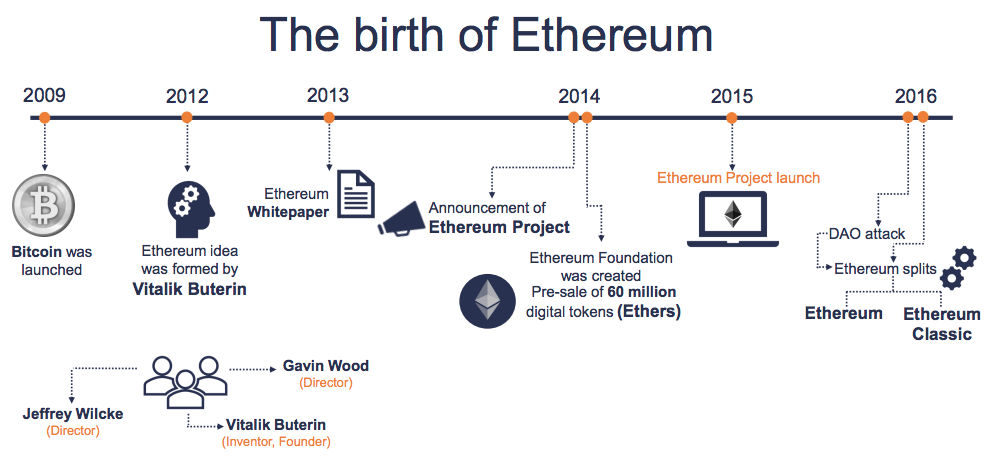 The birth of Ethereum
2009
2012
2013
2014
2015
2016
Bitcoin was
launched
Ethereum idea
was formed by
Vitalik Buterin
Ethereum
Whitepaper
Announcement of
Ethereum Project
Ethereum Foundation
was created
Pre-sale of 60 million
digital tokens (Ethers)
Ethereum Project launch
DAO attack
Ethereum splits
Ethereum
Ethereum
Classic
Jeffrey Wilcke
(Director)
Gavin Wood
(Director)
Vitalik Buterin
(Inventor, Founder)